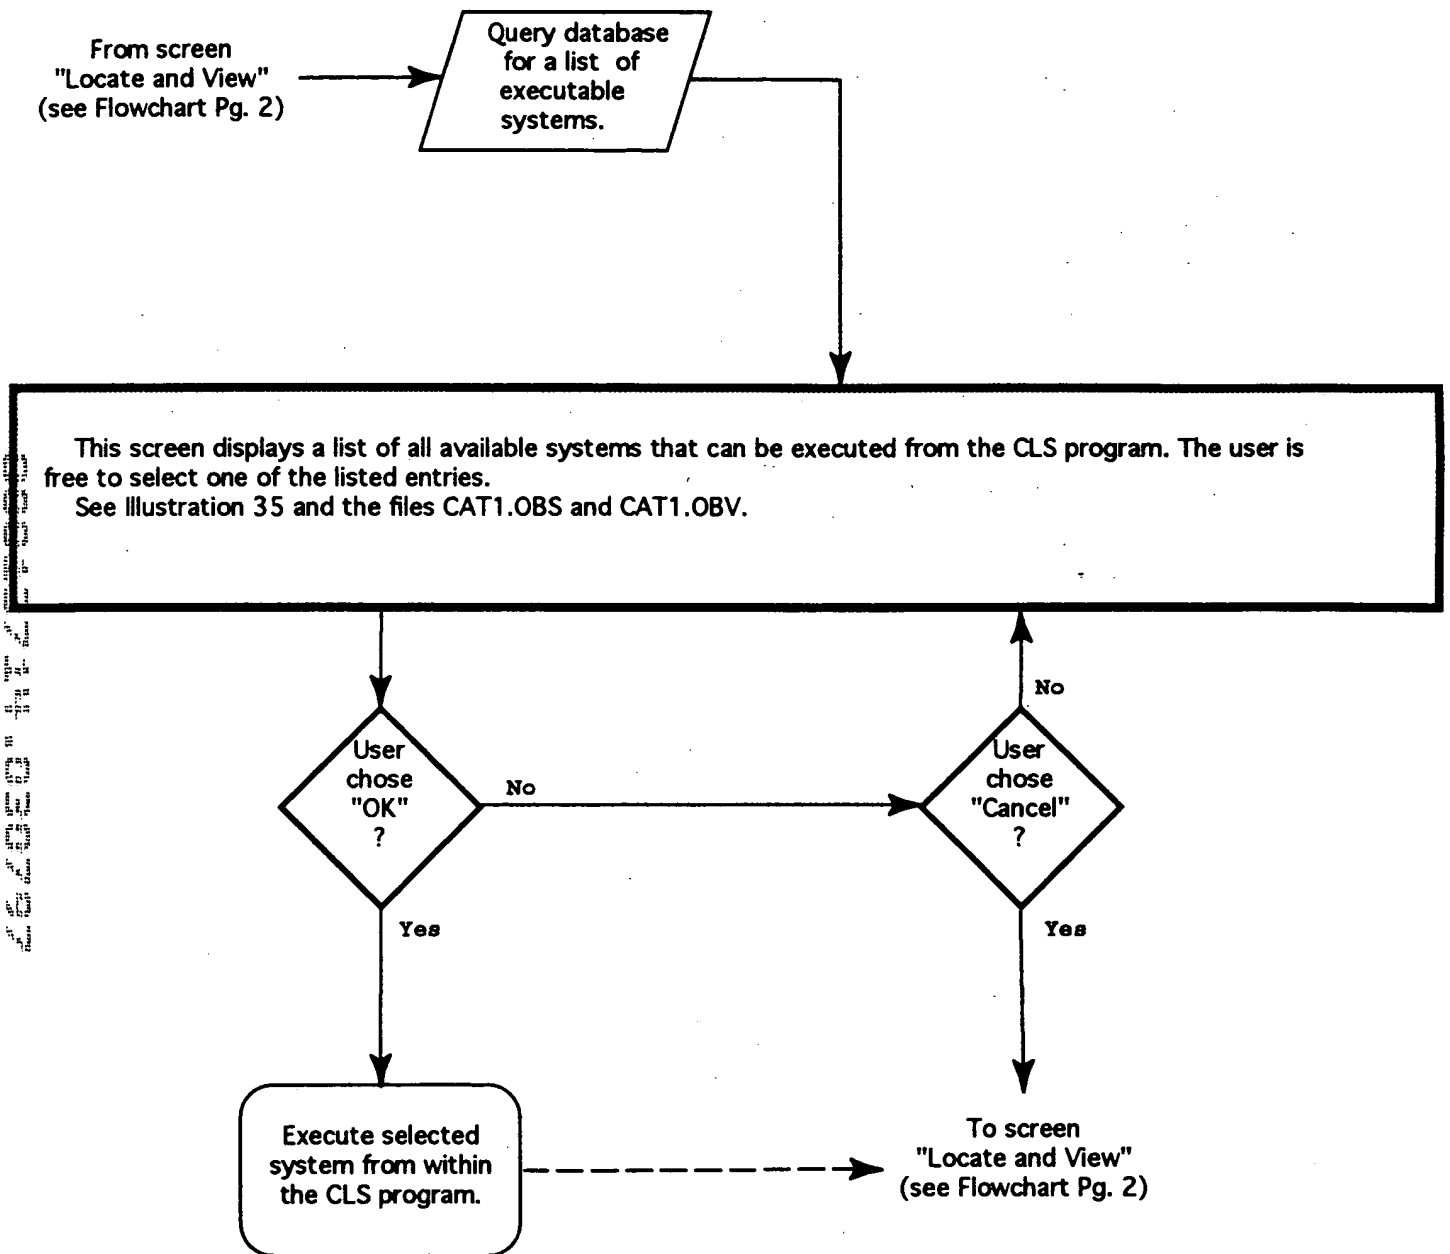 From screen
"Locate and View"
(see Flowchart Pg. 2)
Query database
for a list of
executable
systems.
This screen displays a list of all available systems that can be executed from the CLS program. The user is
free to select one of the listed entries.
See Illustration 35 and the files CAT1.OBS and CAT1.OBV.
User
chose
"OK"
?
No
Yes
User
chose
"Cancel"
?
No
Yes
Execute selected
system from within
the CLS program.
To screen
"Locate and View"
(see Flowchart Pg. 2)